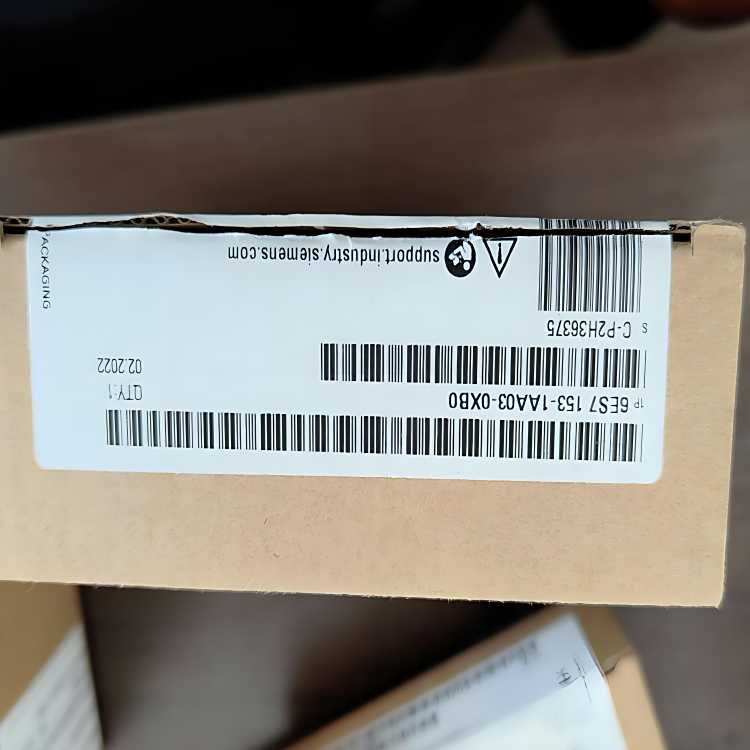 1P 6ES7 153-1AA03-0XB0
QTY:1
S C-P2H36375
02.2022
support.industry.siemens.com
PACKAGING